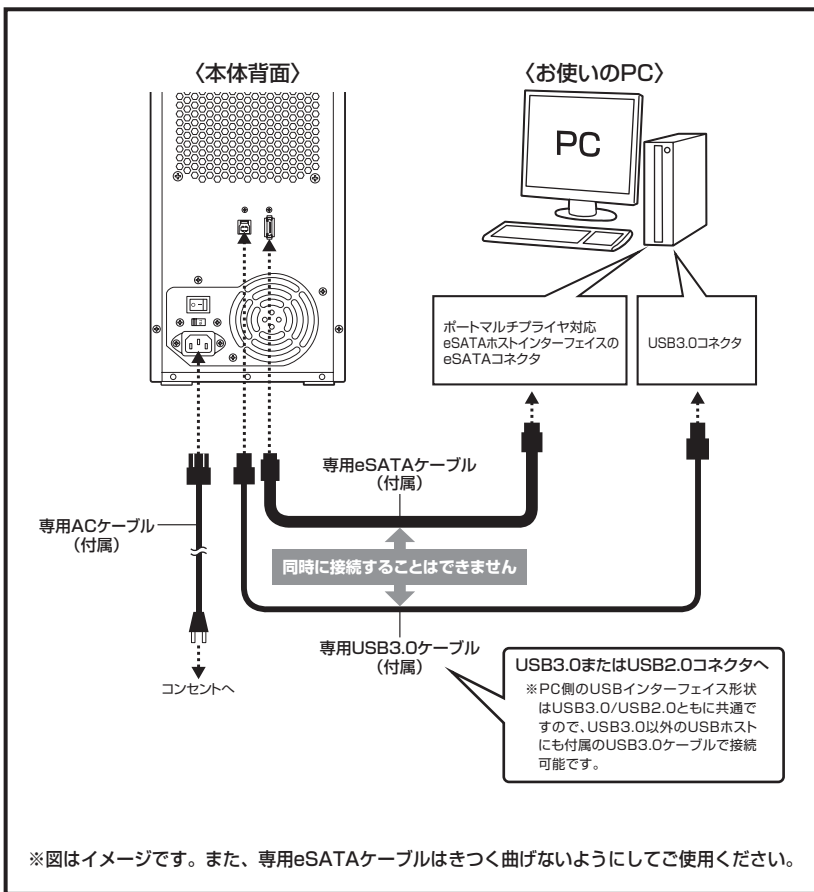 〈本体背面〉
〈お使いのPC〉
PC
ポートマルチプライヤ対応
eSATAホストインターフェイスの
eSATAコネクタ
USB3.0コネクタ
専用eSATAケーブル
（付属）
専用ACケーブル
（付属）
同時に接続することはできません
専用USB3.0ケーブル
（付属）
コンセントへ
USB3.0またはUSB2.0コネクタへ
※PC側のUSBインターフェイス形状
はUSB3.0/USB2.0ともに共通で
すので、USB3.0以外のUSBホスト
にも付属のUSB3.0ケーブルで接続
可能です。
※図はイメージです。また、専用eSATAケーブルはきつく曲げないようにしてご使用ください。